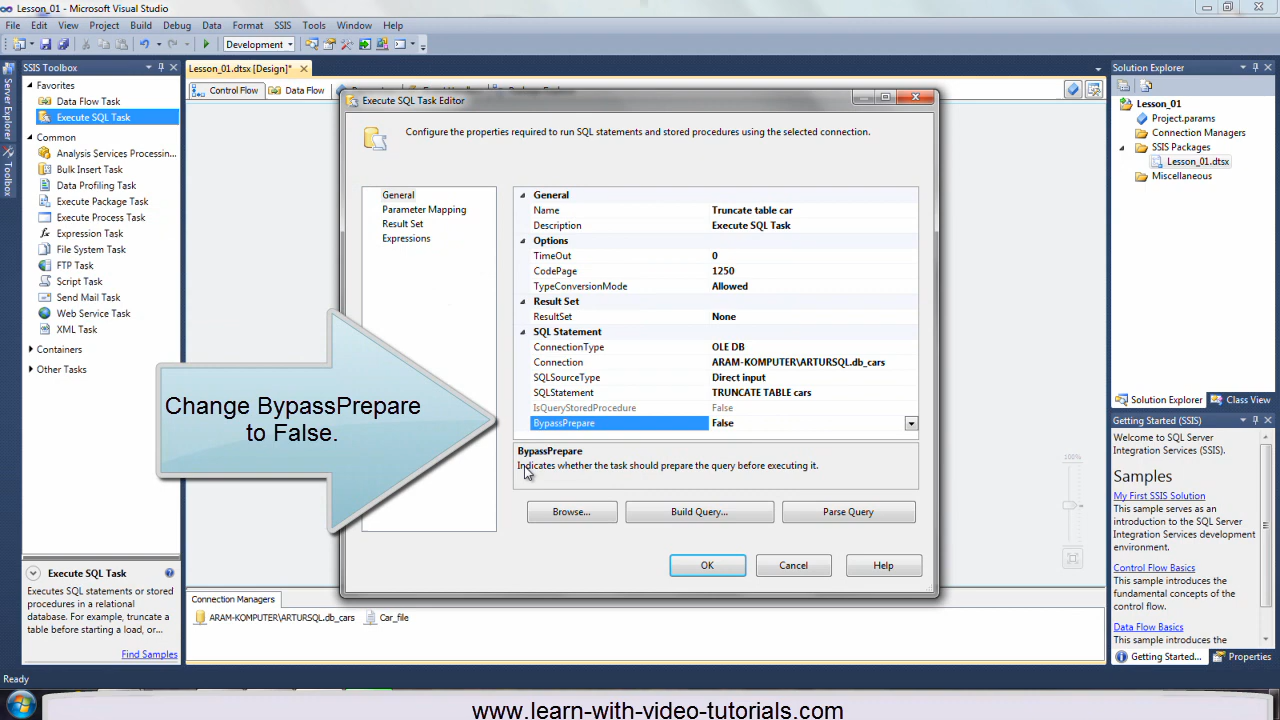 Lesson_01 - Microsoft Visual Studio
File Edit View Project Build Debug Data Format SSIS Tools Window Help
Development
Server Explorer
Toolbox
SSIS Toolbox
Favorites
Data Flow Task
Execute SQL Task
Common
Analysis Services Processin...
Bulk Insert Task
Data Profiling Task
Execute Package Task
Execute Process Task
Expression Task
File System Task
FTP Task
Script Task
Send Mail Task
Web Service Task
XML Task
Containers
Other Tasks
Execute SQL Task
Executes SQL statements or stored
procedures in a relational
database. For example, truncate a
table before starting a load, or...
Find Samples
Lesson_01.dtsx [Design]*
Control Flow Data Flow
Execute SQL Task Editor
Configure the properties required to run SQL statements and stored procedures using the selected connection.
General
Parameter Mapping
Result Set
Expressions
General
Name Truncate table car
Description Execute SQL Task
Options
TimeOut 0
CodePage 1250
TypeConversionMode Allowed
Result Set
ResultSet None
SQL Statement
ConnectionType OLE DB
Connection ARAM-KOMPUTER\ARTURSQL.db_cars
SQLSourceType Direct input
SQLStatement TRUNCATE TABLE cars
IsQueryStoredProcedure False
BypassPrepare False
BypassPrepare
Indicates whether the task should prepare the query before executing it.
Browse... Build Query... Parse Query
OK Cancel Help
Change BypassPrepare
to False.
100%
Connection Managers
ARAM-KOMPUTER\ARTURSQL.db_cars Car_file
Solution Explorer
Lesson_01
Project.params
Connection Managers
SSIS Packages
Lesson_01.dtsx
Miscellaneous
Solution Explorer Class View
Getting Started (SSIS)
Welcome to SQL Server
Integration Services (SSIS).
Samples
My First SSIS Solution
This sample serves as an
introduction to the SQL Server
Integration Services development
environment.
Control Flow Basics
This sample introduces the
fundamental concepts of the
control flow.
Data Flow Basics
This sample introduces the
Getting Started... Properties
Ready
www.learn-with-video-tutorials.com